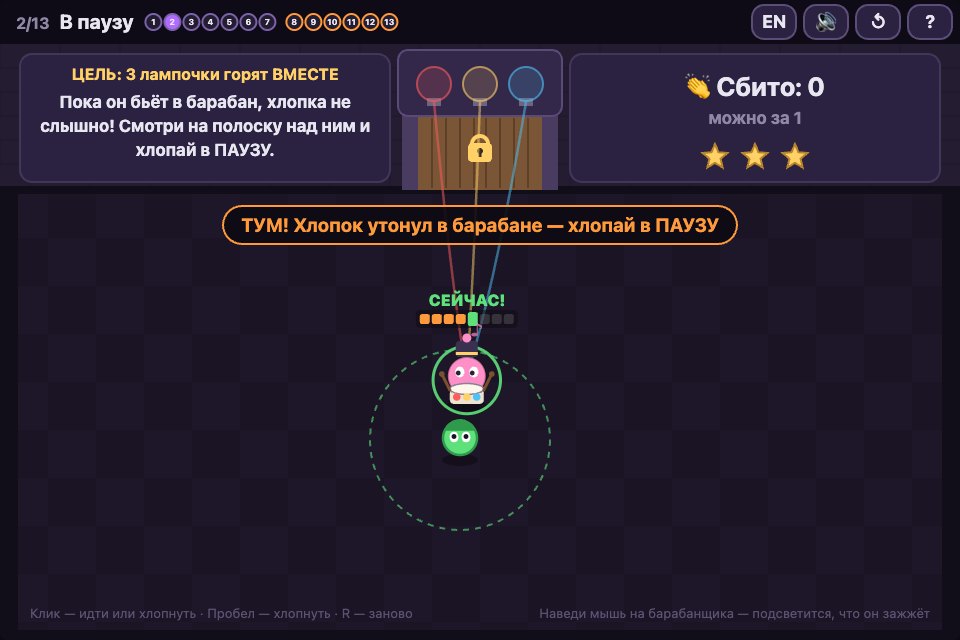 2/13 В паузу 1 2 3 4 5 6 7 8 9 10 11 12 13 EN ?
ЦЕЛЬ: 3 лампочки горят ВМЕСТЕ
Пока он бьёт в барабан, хлопка не
слышно! Смотри на полоску над ним и
хлопай в ПАУЗУ.
Сбито: 0
можно за 1
ТУМ! Хлопок утонул в барабане — хлопай в ПАУЗУ
СЕЙЧАС!
Клик — идти или хлопнуть · Пробел — хлопнуть · R — заново
Наведи мышь на барабанщика — подсветится, что он зажжёт